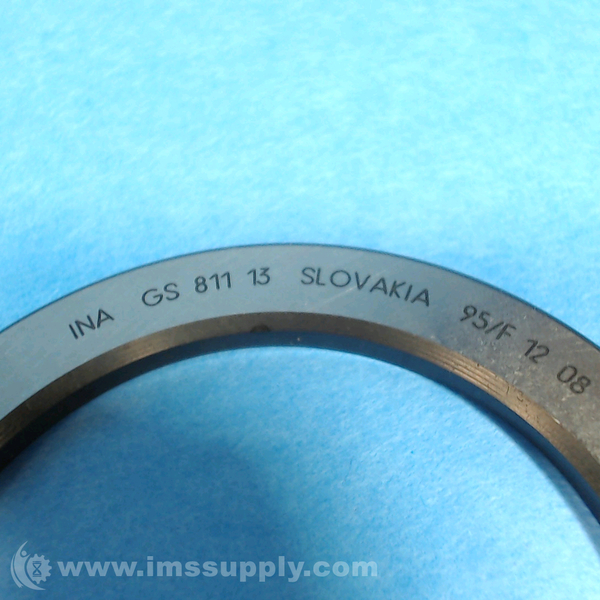 INA GS 811 13 SLOVAKIA 95/F 12 08
www.imssupply.com